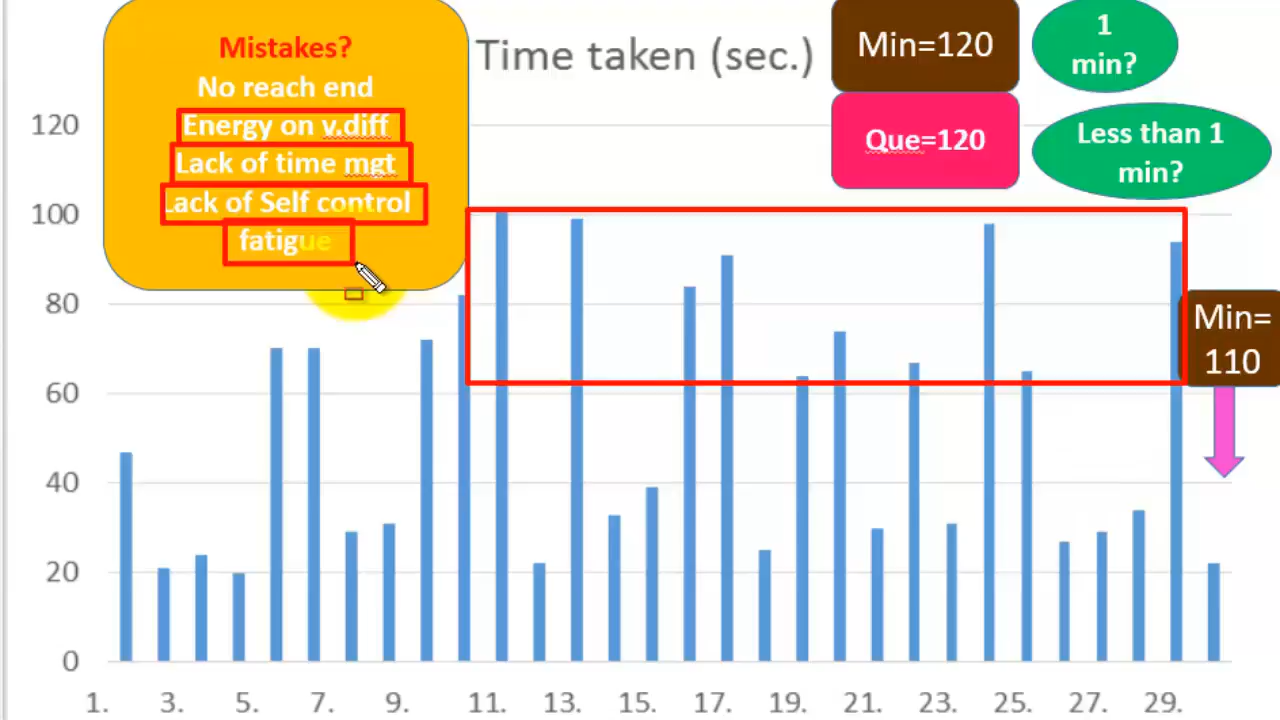 Mistakes?
No reach end
Energy on v.diff
Lack of time mgt
Lack of Self control
fatigue
Time taken (sec.)
Min=120
1
min?
Que=120
Less than 1
min?
Min=
110
120
100
80
60
40
20
0
1. 3. 5. 7. 9. 11. 13. 15. 17. 19. 21. 23. 25. 27. 29.